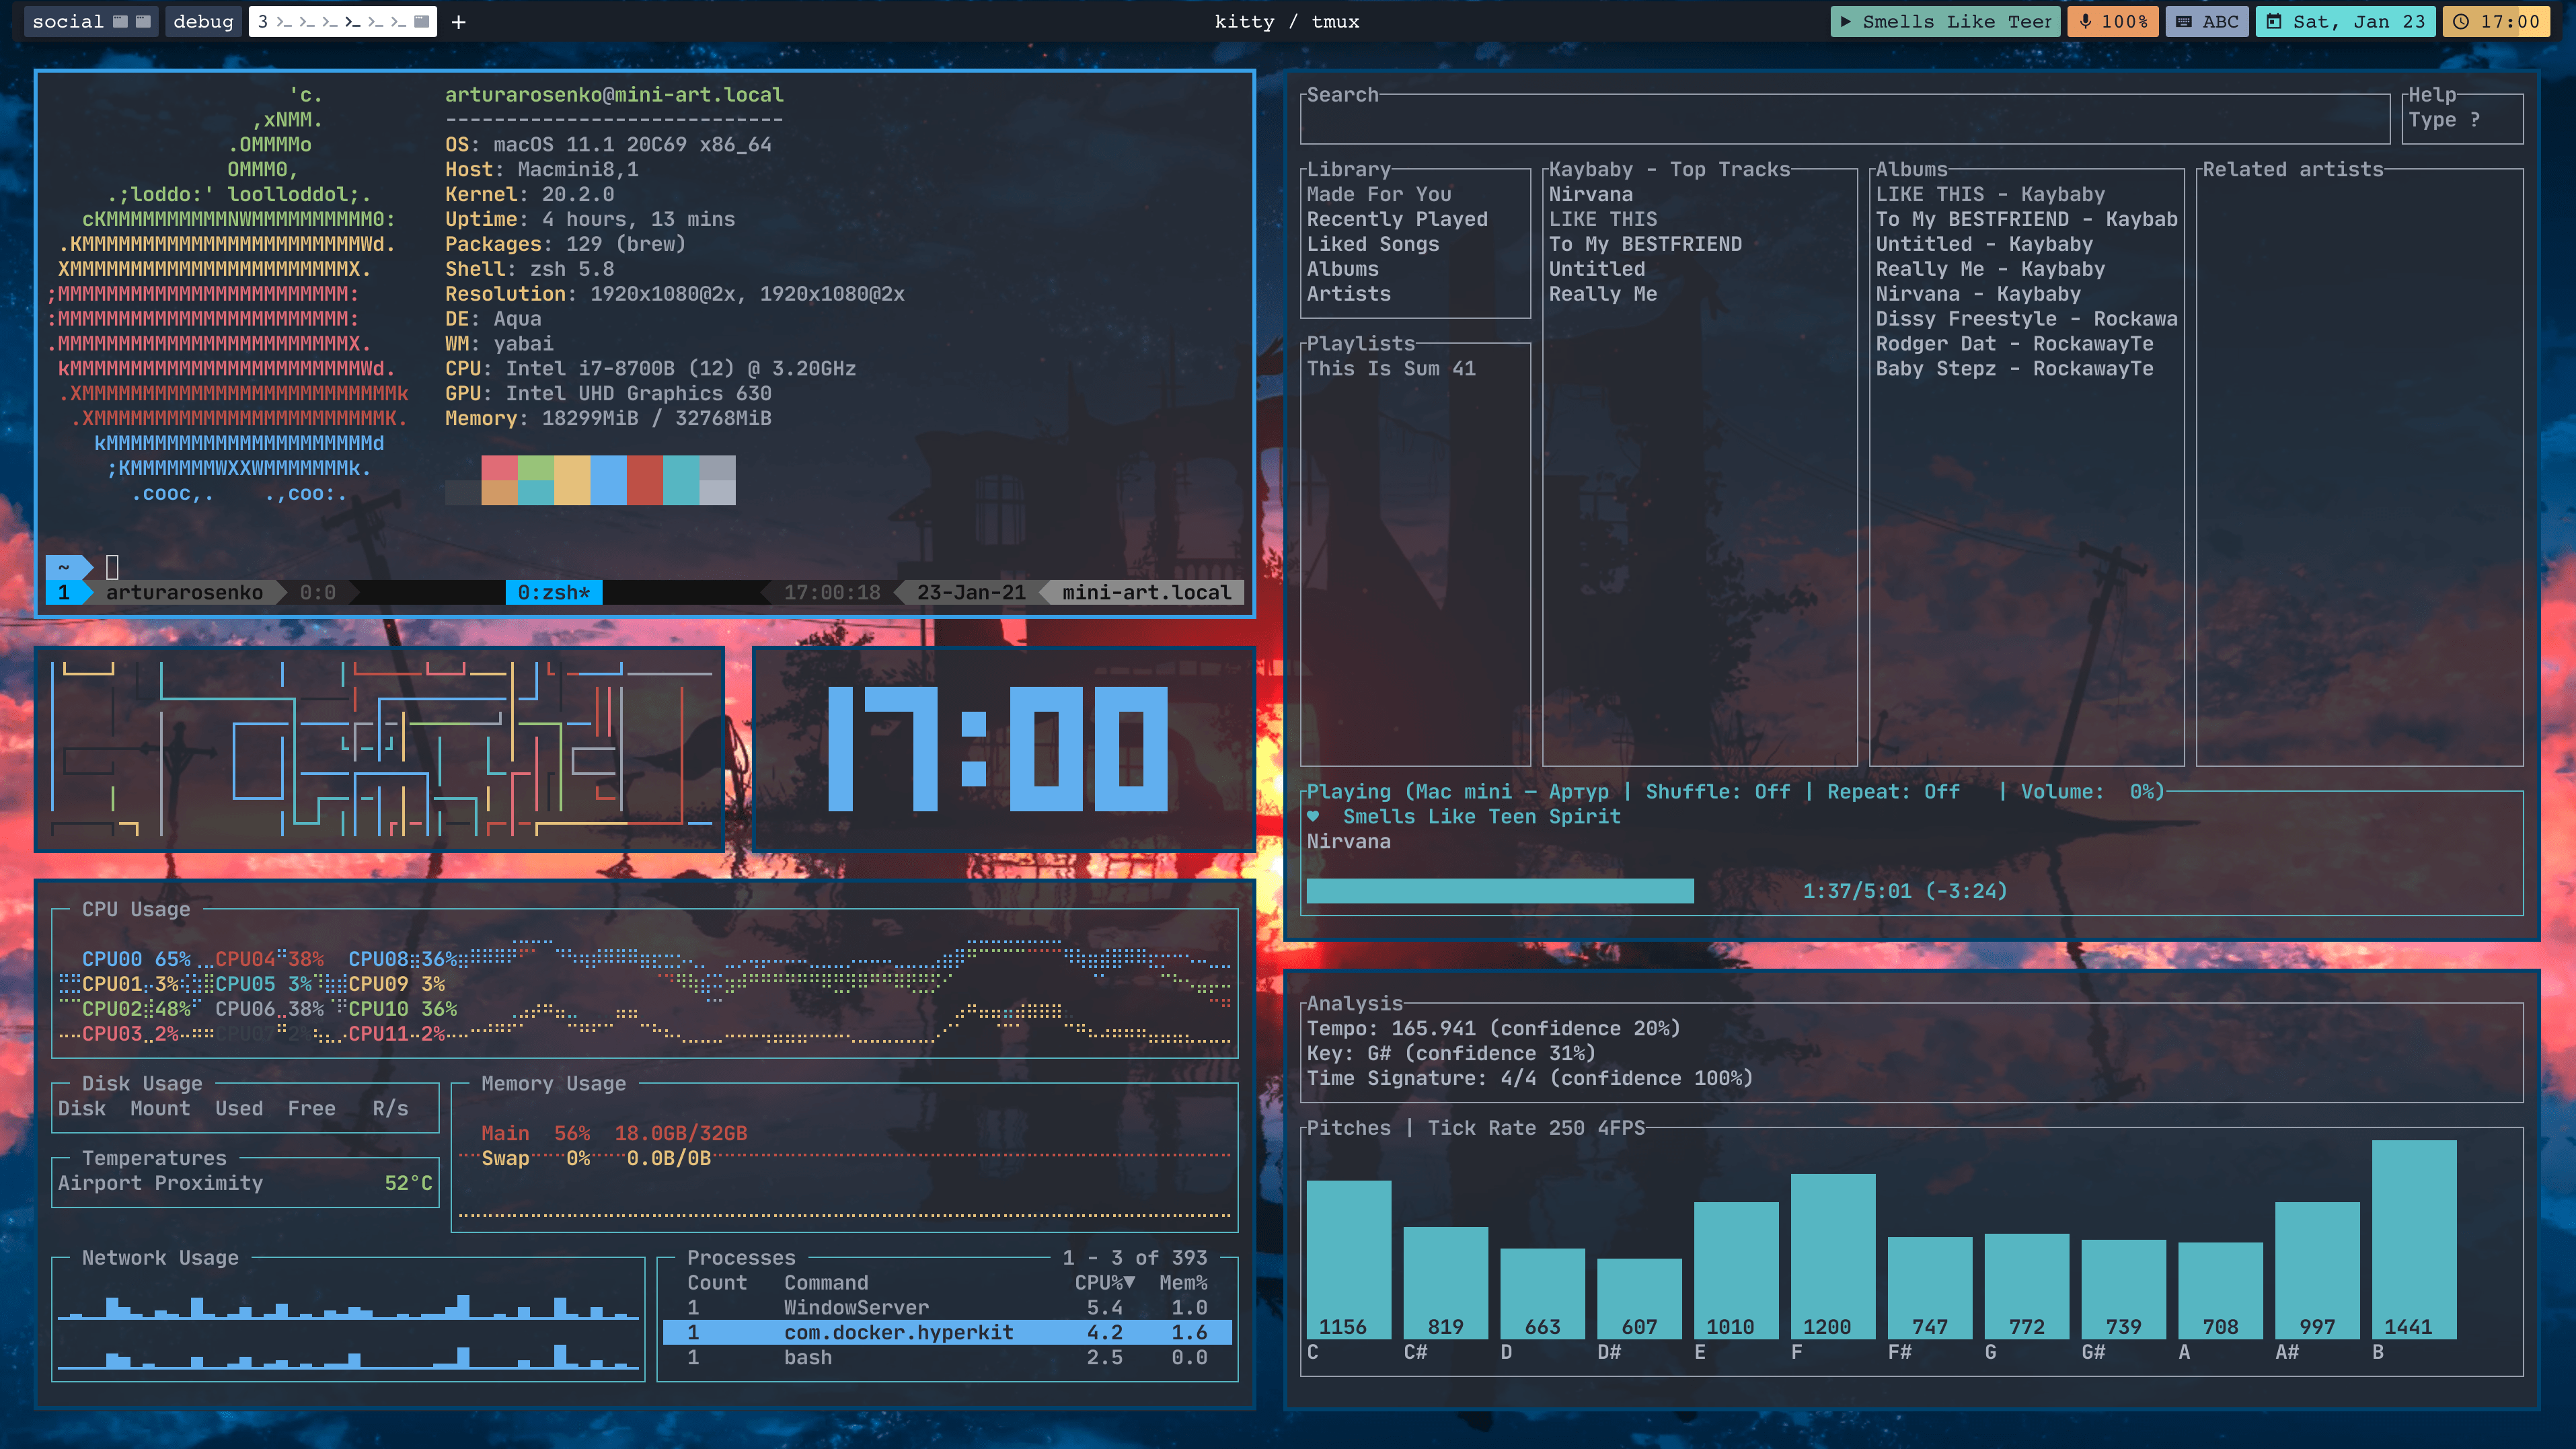 social
debug
3
+
kitty / tmux
Smells Like Teer
100%
ABC
Sat, Jan 23
17:00
'c.
,xNMM.
.OMMMMo
OMMM0,
.;loddo:' loolloddol;.
cKMMMMMMMMMMNWMMMMMMMMMM0:
.KMMMMMMMMMMMMMMMMMMMMMMMWd.
XMMMMMMMMMMMMMMMMMMMMMMMX.
;MMMMMMMMMMMMMMMMMMMMMMMM:
:MMMMMMMMMMMMMMMMMMMMMMMM:
.MMMMMMMMMMMMMMMMMMMMMMMMX.
kMMMMMMMMMMMMMMMMMMMMMMMMWd.
.XMMMMMMMMMMMMMMMMMMMMMMMMMMk
.XMMMMMMMMMMMMMMMMMMMMMMMMK.
kMMMMMMMMMMMMMMMMMMMMMMd
;KMMMMMMMWXXWMMMMMMMk.
.cooc,.    .,coo:.
arturarosenko@mini-art.local
----------------------------
OS: macOS 11.1 20C69 x86_64
Host: Macmini8,1
Kernel: 20.2.0
Uptime: 4 hours, 13 mins
Packages: 129 (brew)
Shell: zsh 5.8
Resolution: 1920x1080@2x, 1920x1080@2x
DE: Aqua
WM: yabai
CPU: Intel i7-8700B (12) @ 3.20GHz
GPU: Intel UHD Graphics 630
Memory: 18299MiB / 32768MiB
~
1 arturarosenko 0:0 0:zsh* 17:00:18 23-Jan-21 mini-art.local
17:00
CPU Usage
CPU00 65% CPU04 38% CPU08 36%
CPU01 3% CPU05 3% CPU09 3%
CPU02 48% CPU06 38% CPU10 36%
CPU03 2% CPU07 2% CPU11 2%
Disk Usage
Disk Mount Used Free R/s
Temperatures
Airport Proximity 52°C
Memory Usage
Main 56% 18.0GB/32GB
Swap 0% 0.0B/0B
Network Usage
Processes 1 - 3 of 393
Count Command CPU%▼ Mem%
1 WindowServer 5.4 1.0
1 com.docker.hyperkit 4.2 1.6
1 bash 2.5 0.0
Search
Help
Type ?
Library
Made For You
Recently Played
Liked Songs
Albums
Artists
Playlists
This Is Sum 41
Kaybaby - Top Tracks
Nirvana
LIKE THIS
To My BESTFRIEND
Untitled
Really Me
Albums
LIKE THIS - Kaybaby
To My BESTFRIEND - Kaybab
Untitled - Kaybaby
Really Me - Kaybaby
Nirvana - Kaybaby
Dissy Freestyle - Rockawa
Rodger Dat - RockawayTe
Baby Stepz - RockawayTe
Related artists
Playing (Mac mini — Артур | Shuffle: Off | Repeat: Off | Volume: 0%)
♥ Smells Like Teen Spirit
Nirvana
1:37/5:01 (-3:24)
Analysis
Tempo: 165.941 (confidence 20%)
Key: G# (confidence 31%)
Time Signature: 4/4 (confidence 100%)
Pitches | Tick Rate 250 4FPS
1156 819 663 607 1010 1200 747 772 739 708 997 1441
C C# D D# E F F# G G# A A# B